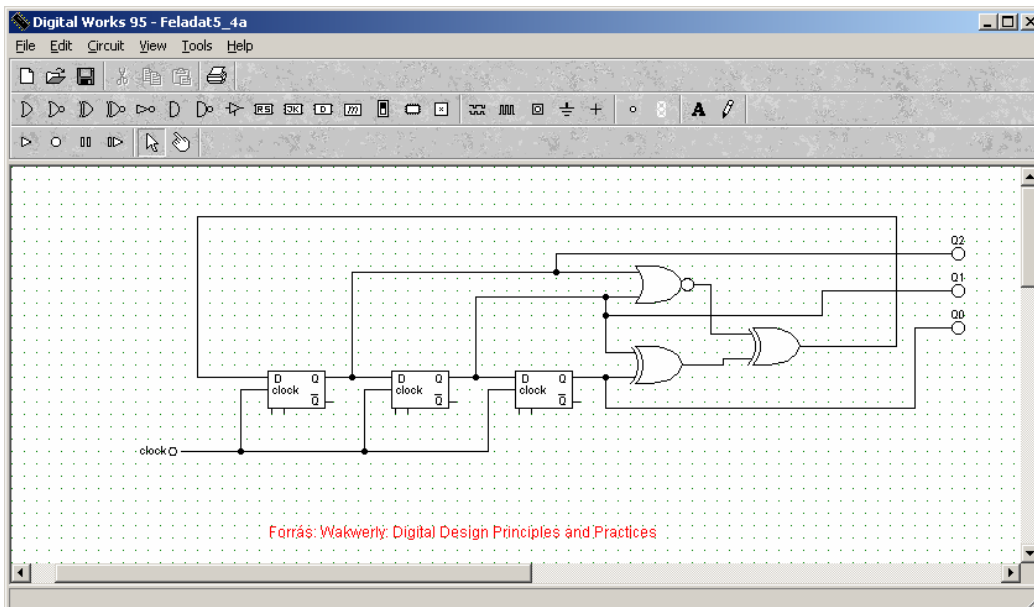 Digital Works 95 - Feladat5_4a
File Edit Circuit View Tools Help
RS JK D m
A
Q2
Q1
Q0
D Q D Q D Q
clock clock clock
Q Q Q
clock
Forrás: Wakwerly: Digital Design Principles and Practices